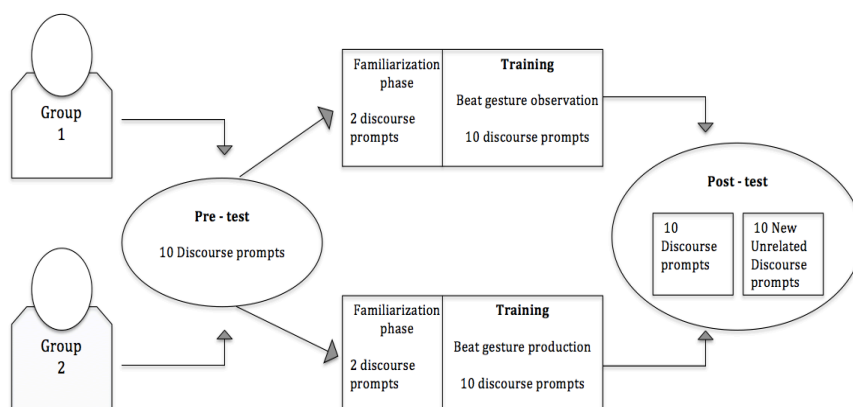 Group
1
Pre - test
10 Discourse prompts
Group
2
Familiarization
phase
2 discourse
prompts
Training
Beat gesture observation
10 discourse prompts
Familiarization
phase
2 discourse
prompts
Training
Beat gesture production
10 discourse prompts
Post - test
10
Discourse
prompts
10 New
Unrelated
Discourse
prompts